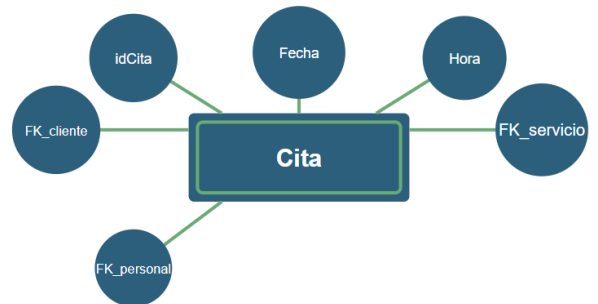 idCita
Fecha
Hora
FK_cliente
FK_servicio
Cita
FK_personal